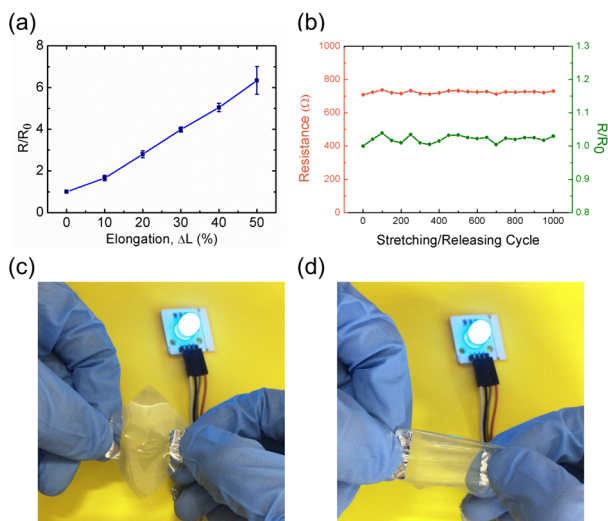 (a)
8
6
4
2
0
R/R0
0 10 20 30 40 50
Elongation, ΔL (%)
(b)
1000
800
600
400
200
0
Resistance (Ω)
1.3
1.2
1.1
1.0
0.9
0.8
R/R0
0 200 400 600 800 1000
Stretching/Releasing Cycle
(c)
(d)